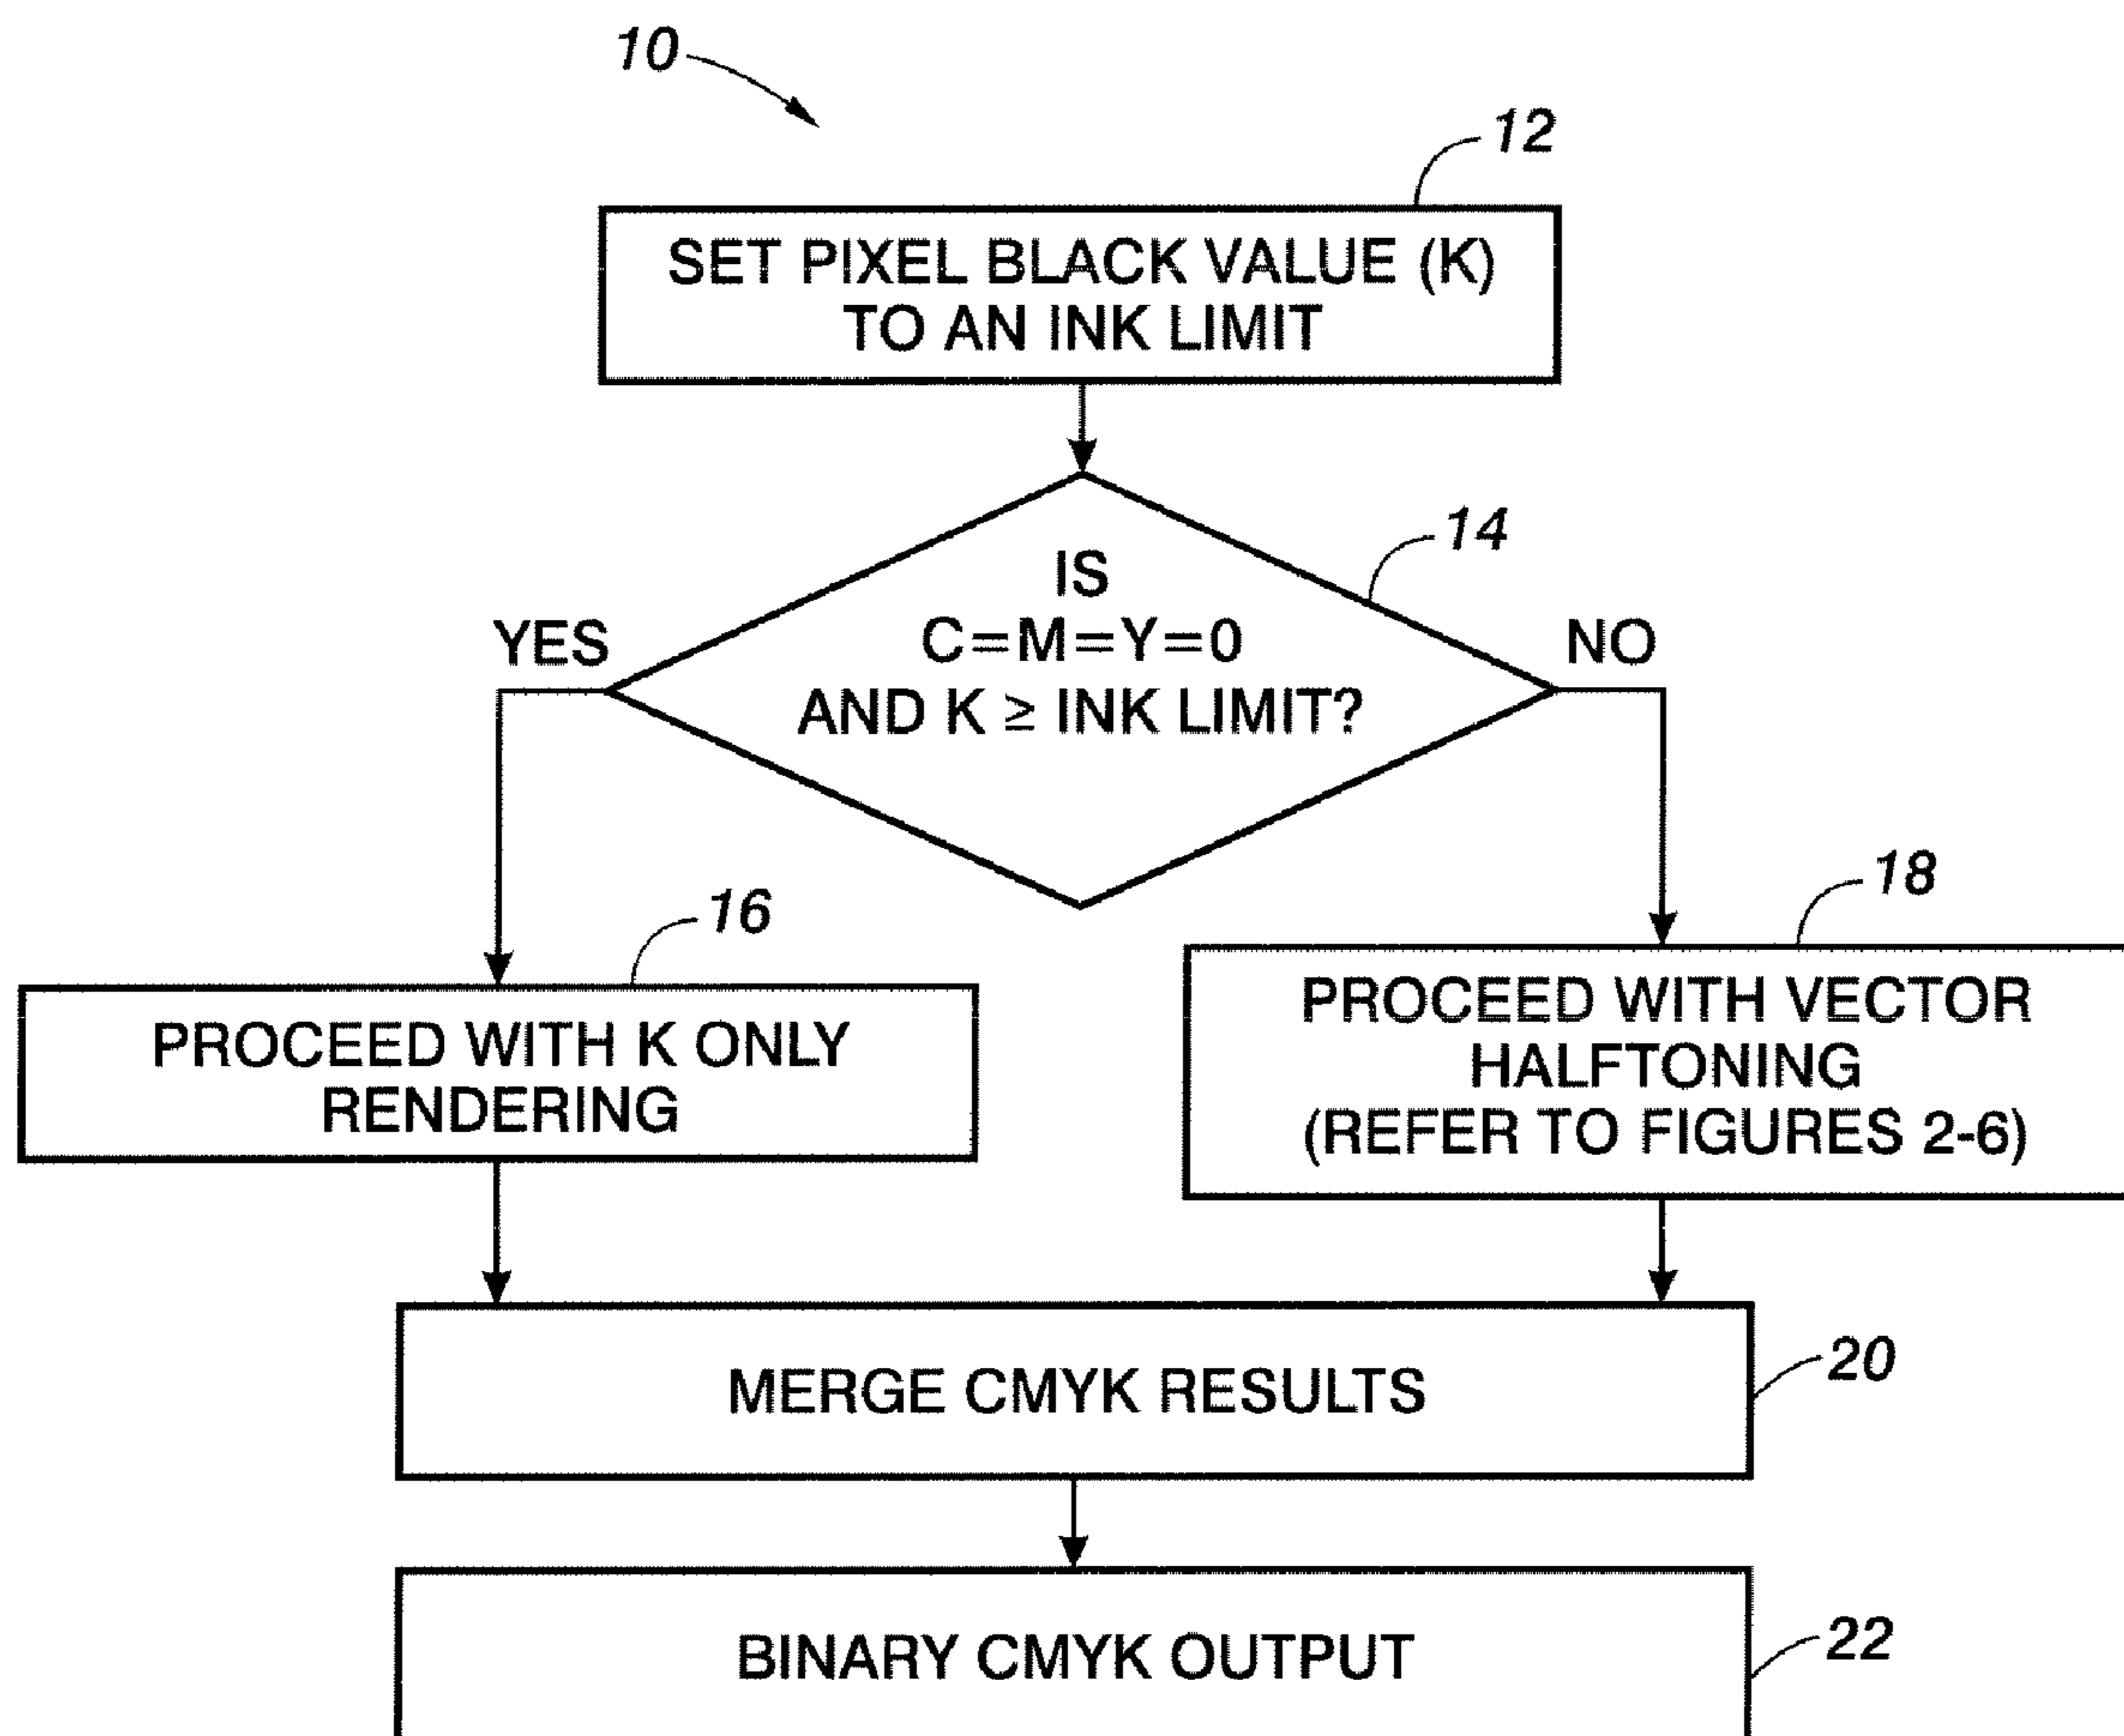 10
12
SET PIXEL BLACK VALUE (K)
TO AN INK LIMIT
14
IS
C=M=Y=0
AND K ≥ INK LIMIT?
YES
NO
16
18
PROCEED WITH K ONLY
RENDERING
PROCEED WITH VECTOR
HALFTONING
(REFER TO FIGURES 2-6)
MERGE CMYK RESULTS
20
BINARY CMYK OUTPUT
22